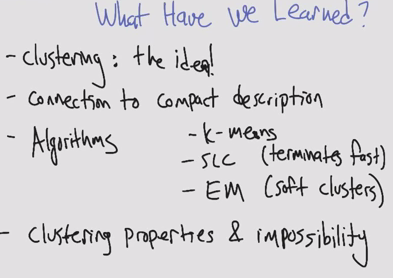 What Have We Learned?
- clustering: the idea!
- connection to compact description
- Algorithms - k-means
- SLC (terminates fast)
- EM (soft clusters)
- clustering properties & impossibility